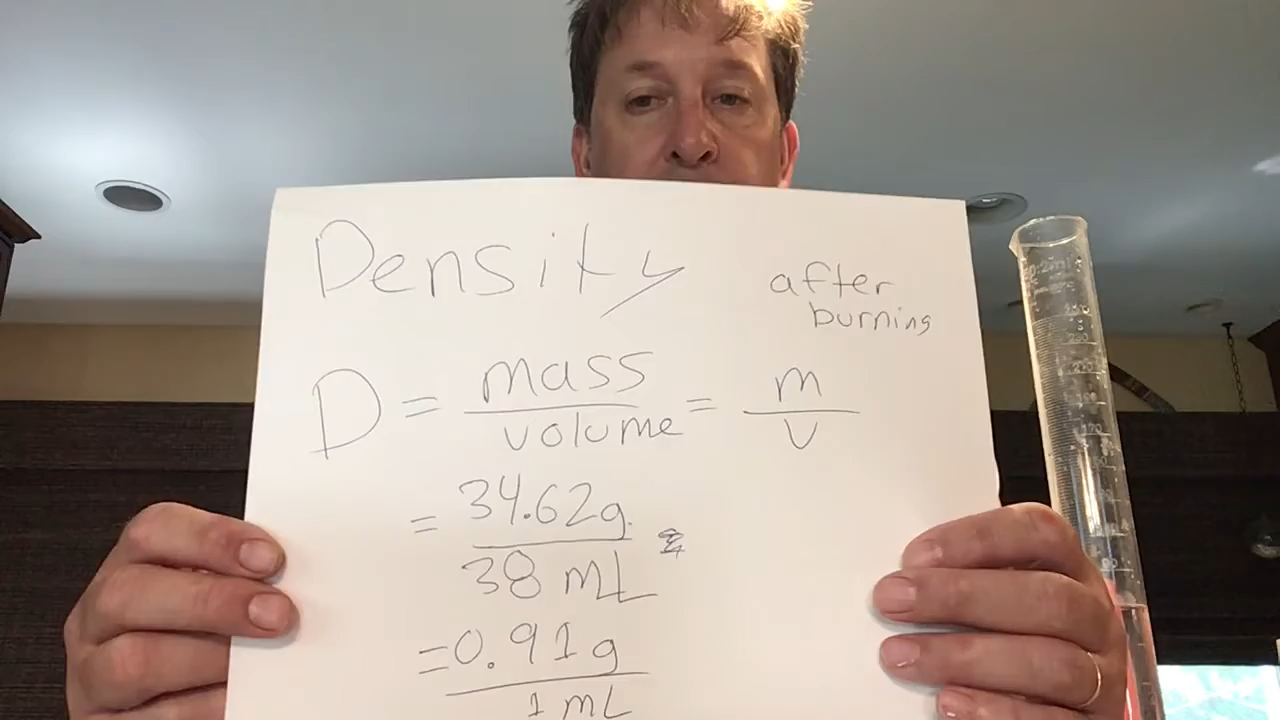 Density
after
burning
D = mass/volume = m/v
= 34.62g/38 mL
= 0.91g/1 mL